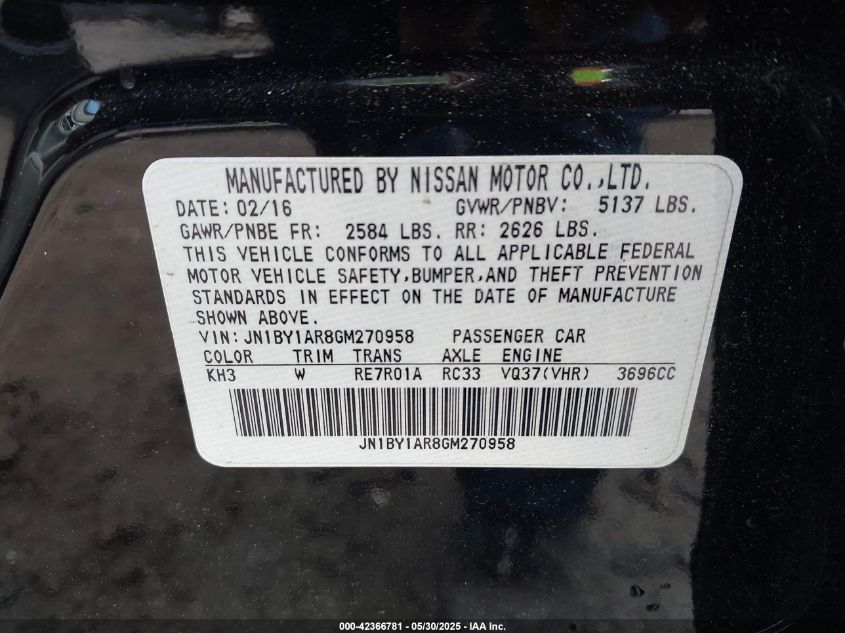 MANUFACTURED BY NISSAN MOTOR CO.,LTD.
DATE: 02/16 GVWR/PNBV: 5137 LBS.
GAWR/PNBE FR: 2584 LBS. RR: 2626 LBS.
THIS VEHICLE CONFORMS TO ALL APPLICABLE FEDERAL
MOTOR VEHICLE SAFETY,BUMPER,AND THEFT PREVENTION
STANDARDS IN EFFECT ON THE DATE OF MANUFACTURE
SHOWN ABOVE.
VIN:JN1BY1AR8GM270958 PASSENGER CAR
COLOR TRIM TRANS AXLE ENGINE
KH3 W RE7R01A RC33 VQ37(VHR) 3696CC
JN1BY1AR8GM270958
000-42366781 - 05/30/2025 - IAA Inc.